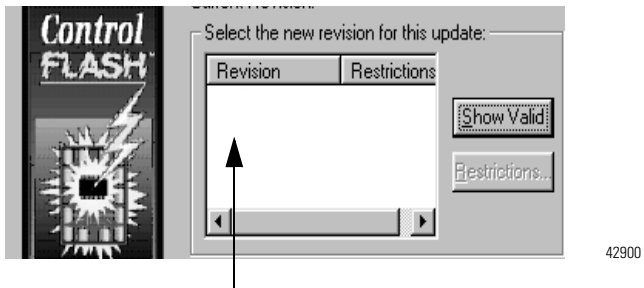 Control
FLASH
Select the new revision for this update:
Revision Restrictions
Show Valid
Restrictions...
42900